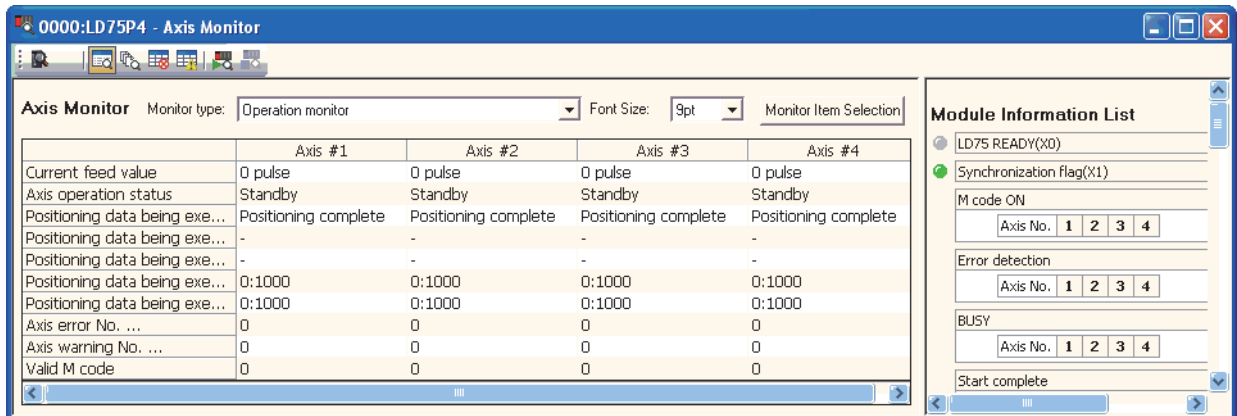 0000:LD75P4 - Axis Monitor
Axis Monitor Monitor type: Operation monitor Font Size: 9pt Monitor Item Selection
Axis #1 Axis #2 Axis #3 Axis #4
Current feed value 0 pulse 0 pulse 0 pulse 0 pulse
Axis operation status Standby Standby Standby Standby
Positioning data being exe... Positioning complete Positioning complete Positioning complete Positioning complete
Positioning data being exe... - - - -
Positioning data being exe... - - - -
Positioning data being exe... 0:1000 0:1000 0:1000 0:1000
Positioning data being exe... 0:1000 0:1000 0:1000 0:1000
Axis error No. ... 0 0 0 0
Axis warning No. ... 0 0 0 0
Valid M code 0 0 0 0
Module Information List
LD75 READY(X0)
Synchronization flag(X1)
M code ON
Axis No. 1 2 3 4
Error detection
Axis No. 1 2 3 4
BUSY
Axis No. 1 2 3 4
Start complete